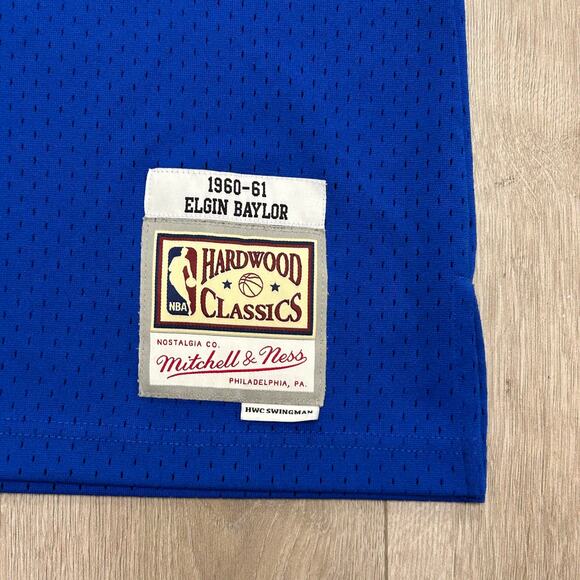 1960-61
ELGIN BAYLOR
NBA
HARDWOOD
CLASSICS
NOSTALGIA CO.
Mitchell & Ness
PHILADELPHIA, PA.
HWC SWINGMAN